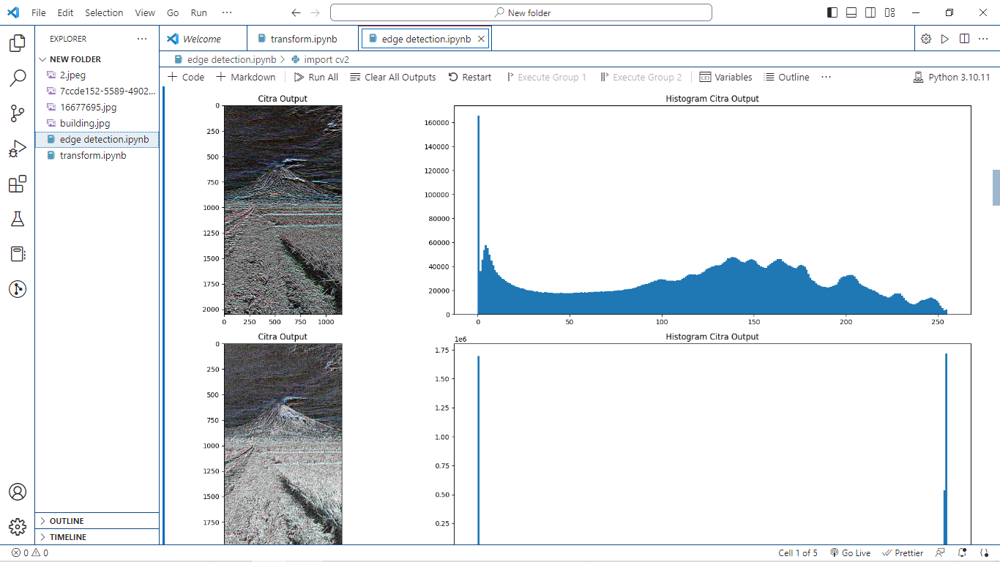 File Edit Selection View Go Run ··· New folder
EXPLORER ···
Welcome transform.ipynb edge detection.ipynb
NEW FOLDER
edge detection.ipynb > import cv2
2.jpeg
7ccde152-5589-4902...
16677695.jpg
building.jpg
edge detection.ipynb
transform.ipynb
+ Code + Markdown Run All Clear All Outputs Restart Execute Group 1 Execute Group 2 Variables Outline ··· Python 3.10.11
Citra Output
0
250
500
750
1000
1250
1500
1750
2000
0 250 500 750 1000
Histogram Citra Output
160000
140000
120000
100000
80000
60000
40000
20000
0
0 50 100 150 200 250
Citra Output
0
250
500
750
1000
1250
1500
1750
Histogram Citra Output
1e6
1.75
1.50
1.25
1.00
0.75
0.50
0.25
OUTLINE
TIMELINE
0 0 Cell 1 of 5 Go Live Prettier